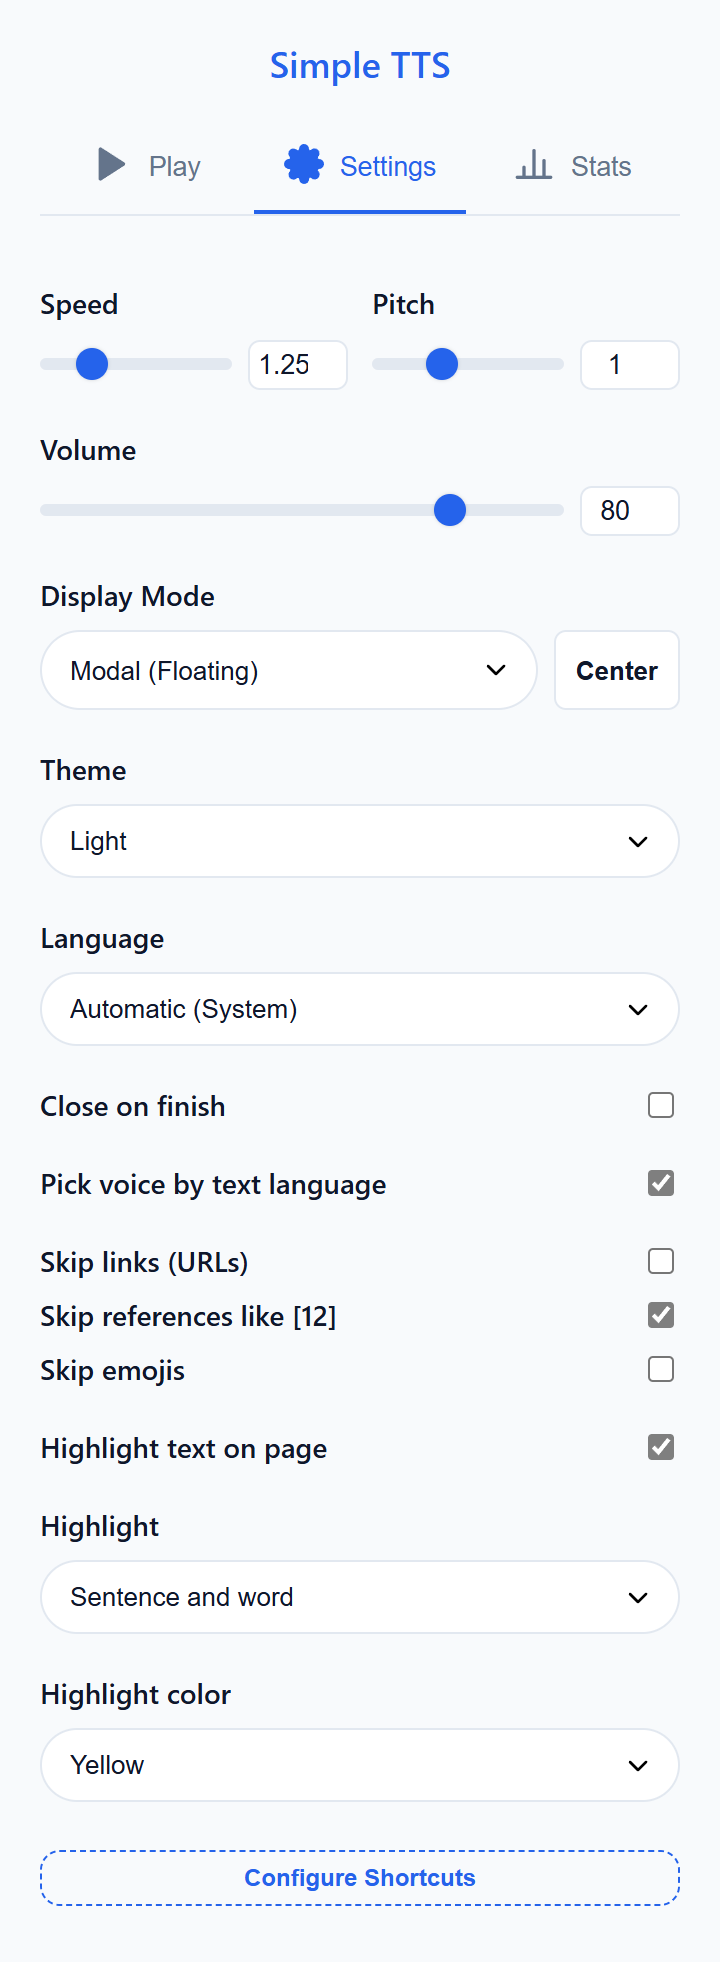 Simple TTS
Play Settings Stats
Speed Pitch
1.25 1
Volume
80
Display Mode
Modal (Floating) Center
Theme
Light
Language
Automatic (System)
Close on finish
Pick voice by text language
Skip links (URLs)
Skip references like [12]
Skip emojis
Highlight text on page
Highlight
Sentence and word
Highlight color
Yellow
Configure Shortcuts